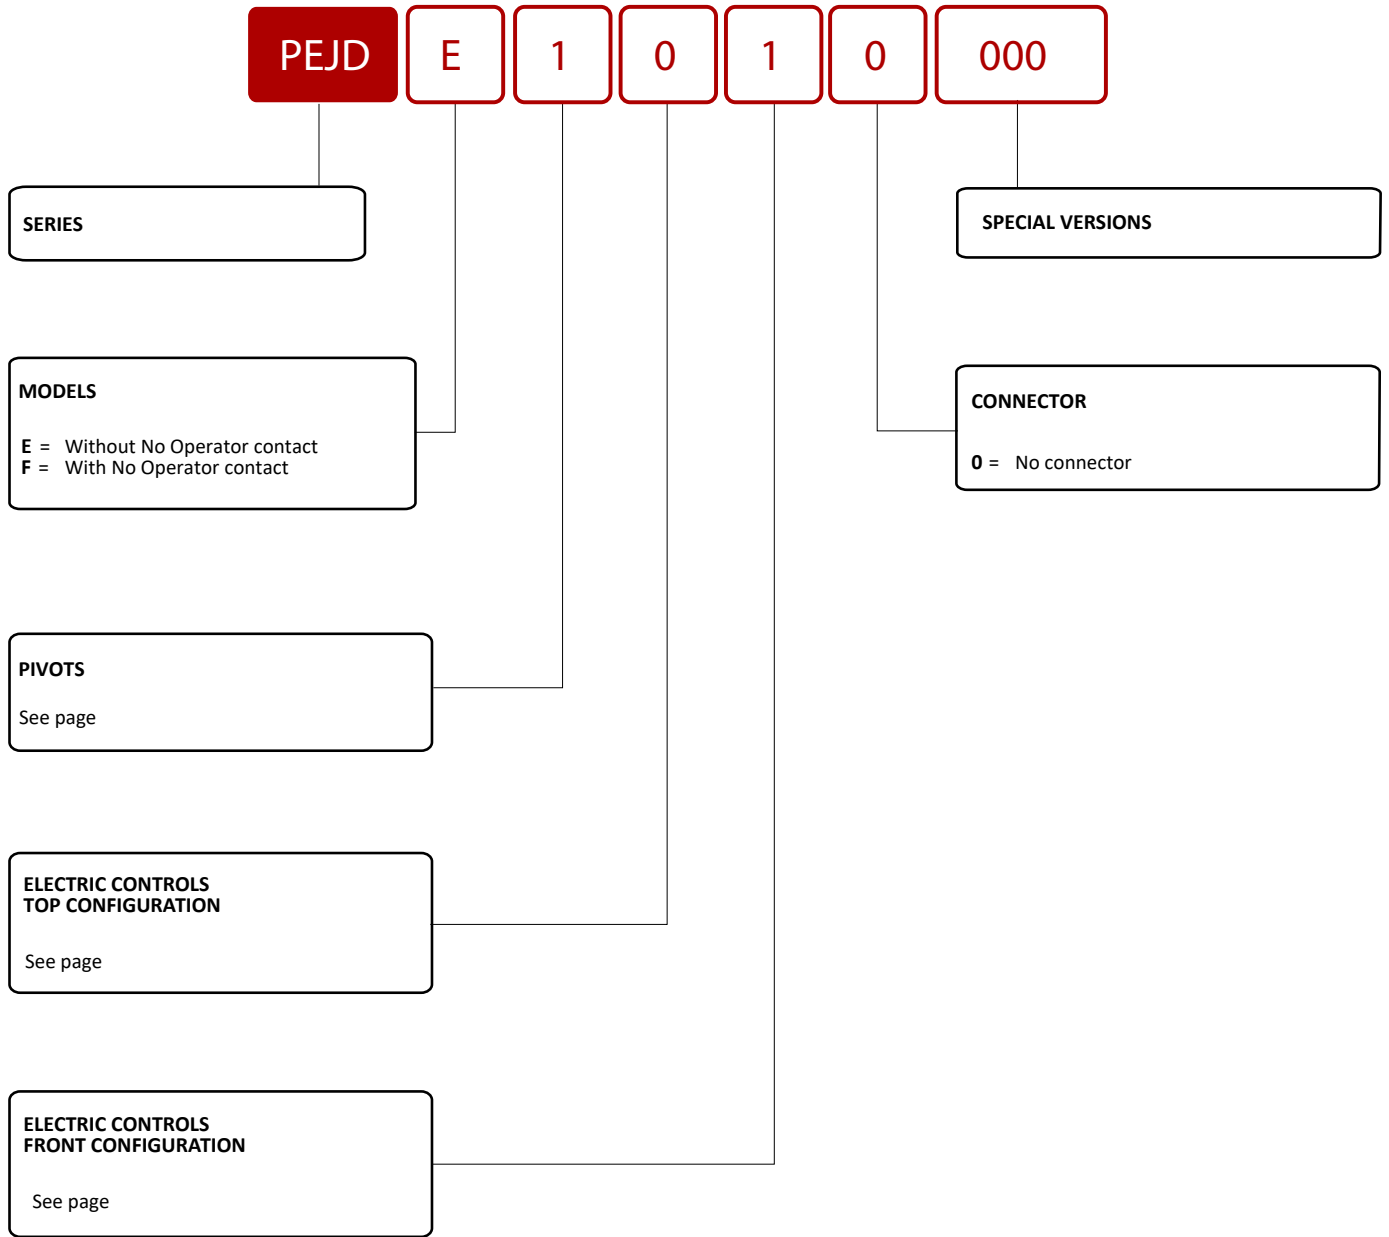 PEJD E 1 0 1 0 000
SERIES
SPECIAL VERSIONS
MODELS
E = Without No Operator contact
F = With No Operator contact
CONNECTOR
0 = No connector
PIVOTS
See page
ELECTRIC CONTROLS
TOP CONFIGURATION
See page
ELECTRIC CONTROLS
FRONT CONFIGURATION
See page